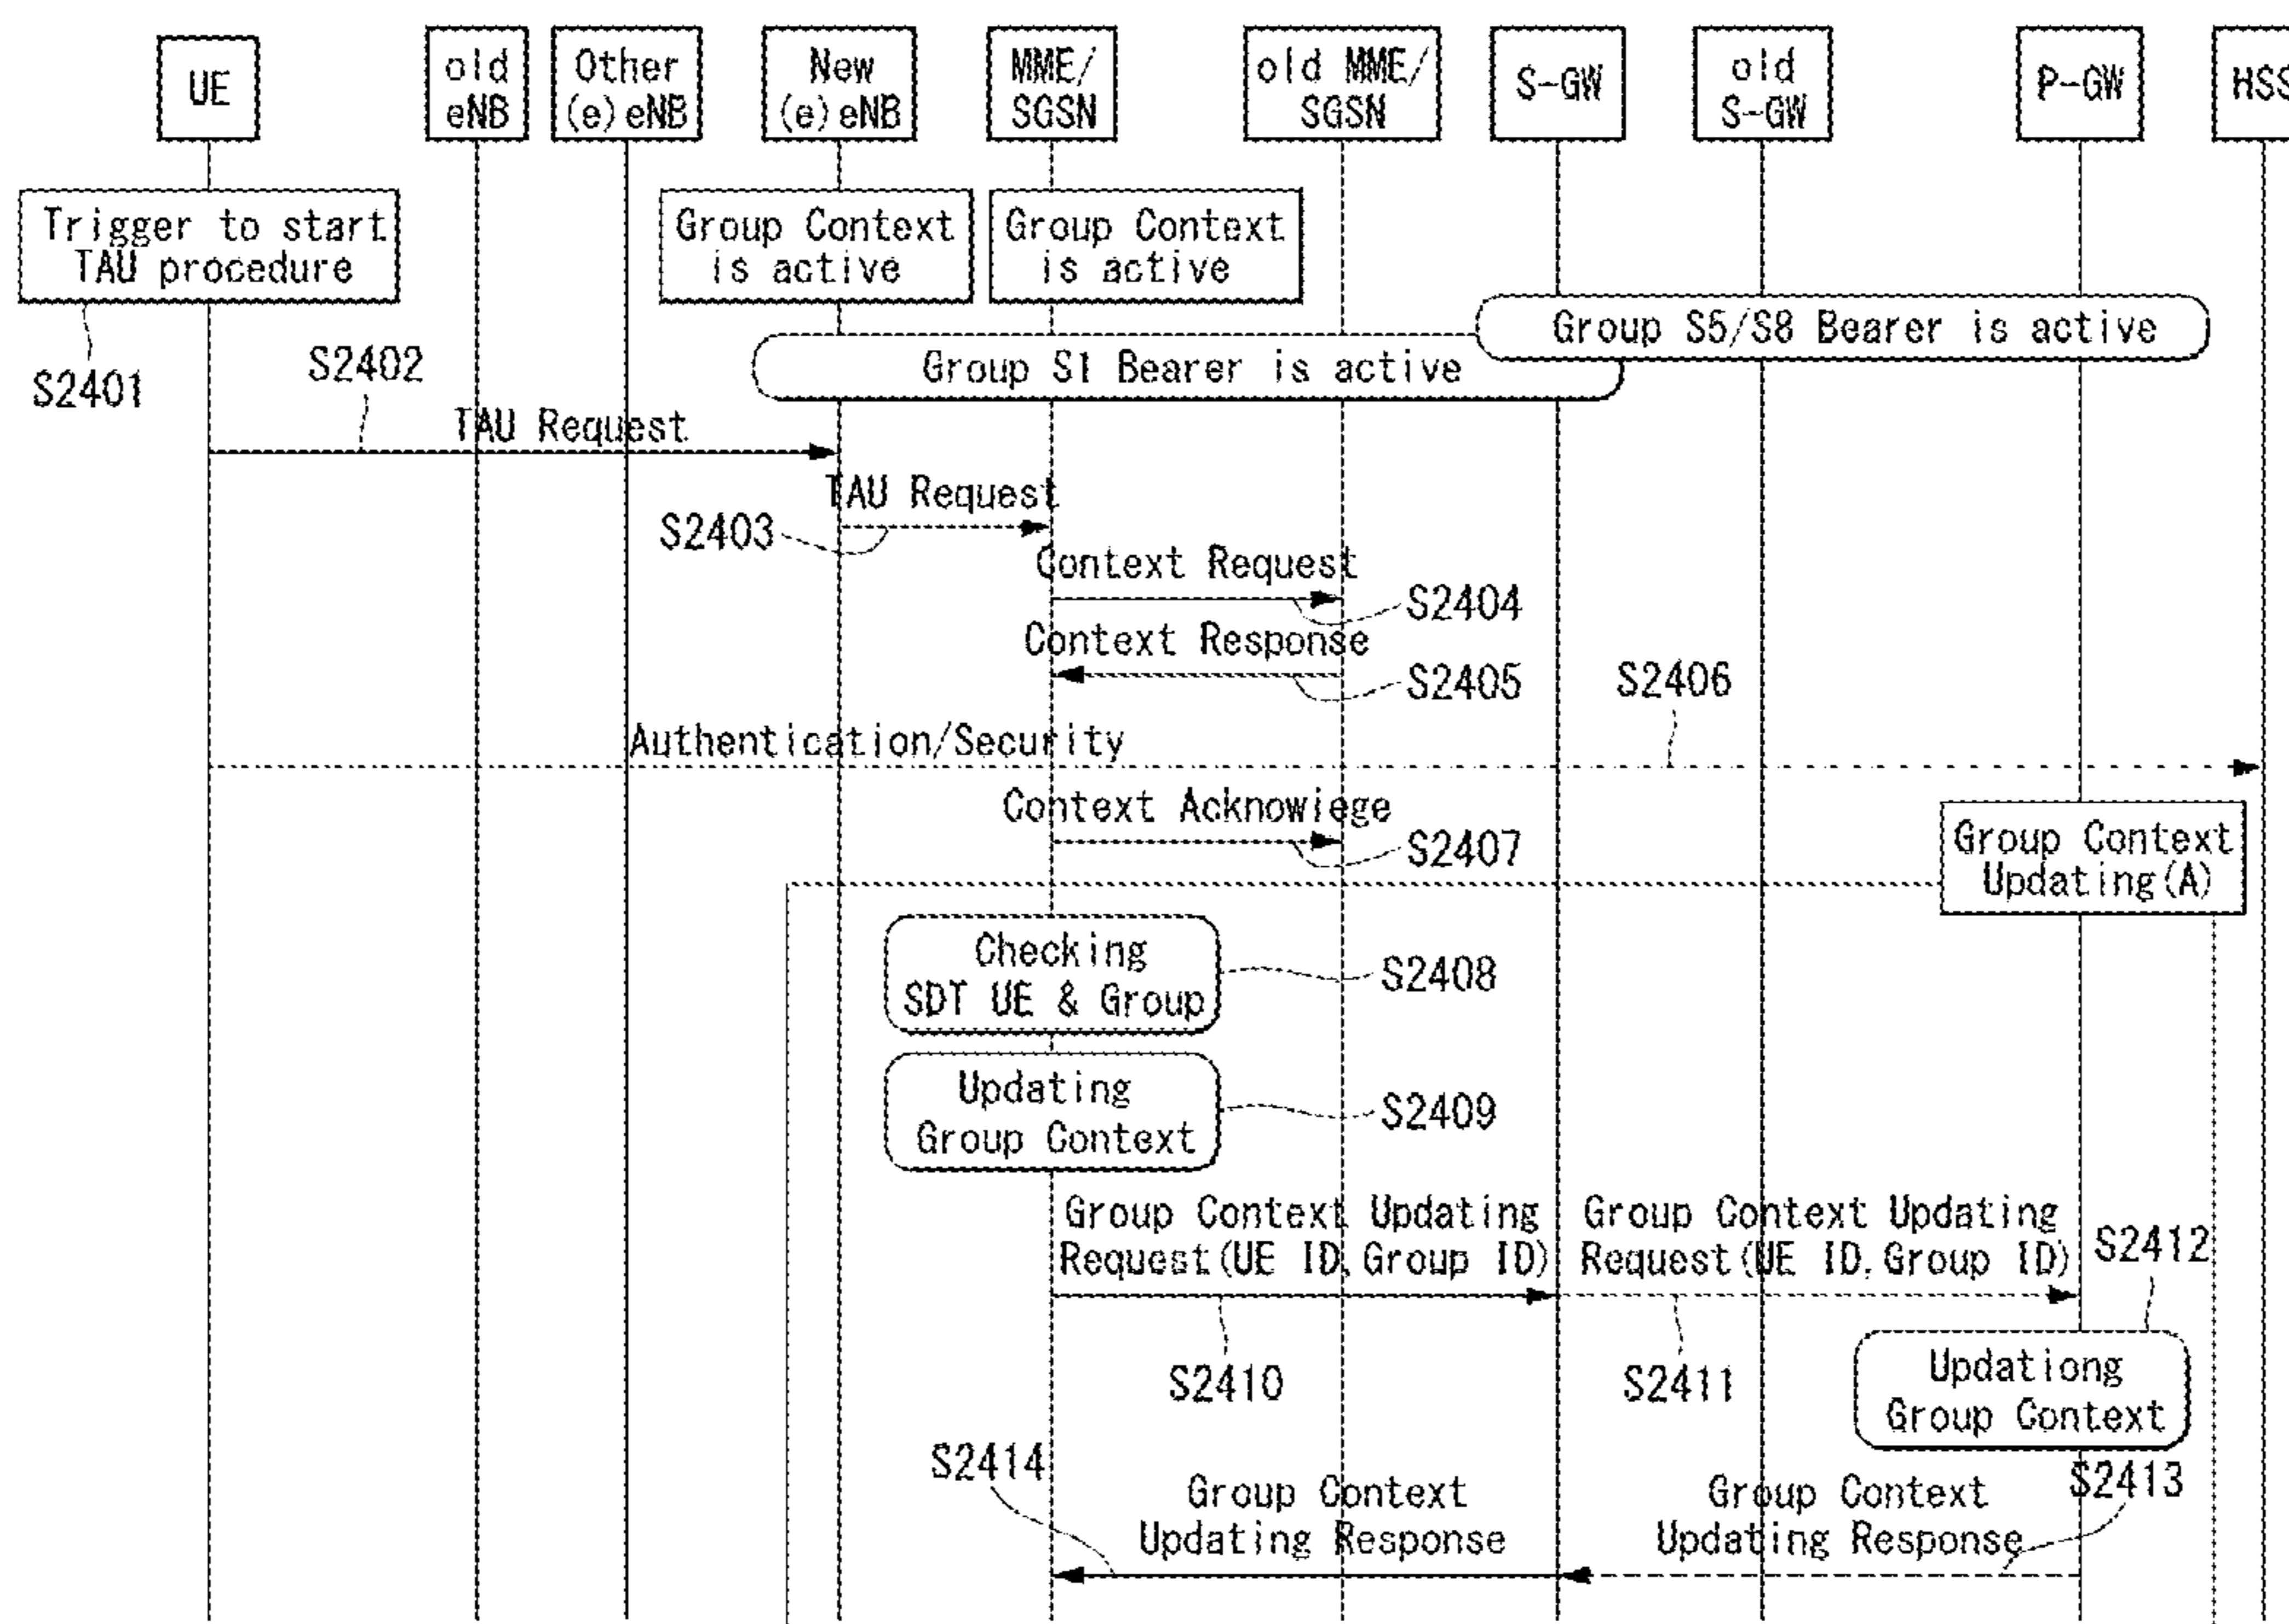 UE
old
eNB
Other
(e)eNB
New
(e)eNB
MME/
SGSN
old MME/
SGSN
S-GW
old
S-GW
P-GW
HSS
Trigger to start
TAU procedure
Group Context
is active
Group Context
is active
Group S5/S8 Bearer is active
Group S1 Bearer is active
S2401
S2402
TAU Request
TAU Request
S2403
Context Request
S2404
Context Response
S2405
S2406
Authentication/Security
Context Acknowiege
S2407
Group Context
Updating(A)
Checking
SDT UE & Group
S2408
Updating
Group Context
S2409
Group Context Updating
Request(UE ID,Group ID)
Group Context Updating
Request(UE ID,Group ID)
S2412
S2410
S2411
Updationg
Group Context
S2414
S2413
Group Context
Updating Response
Group Context
Updating Response